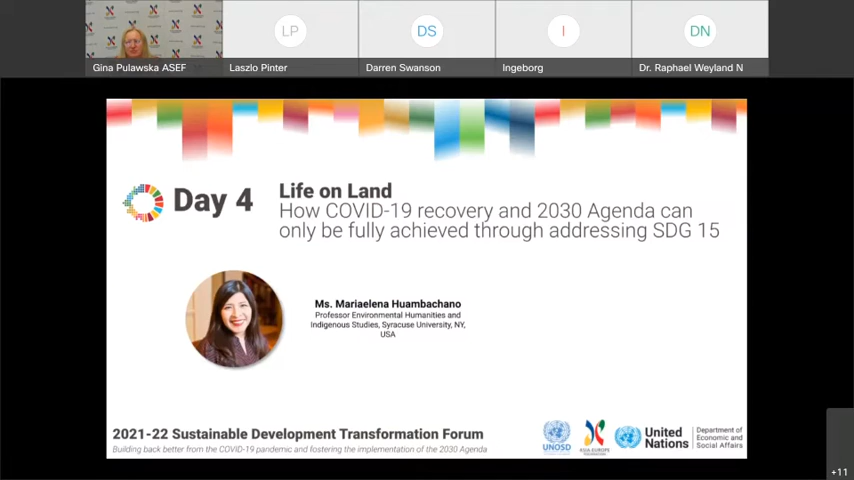 LP
DS
I
DN
Gina Pulawska ASEF
Laszlo Pinter
Darren Swanson
Ingeborg
Dr. Raphael Weyland N
Day 4
Life on Land
How COVID-19 recovery and 2030 Agenda can
only be fully achieved through addressing SDG 15
Ms. Mariaelena Huambachano
Professor Environmental Humanities and
Indigenous Studies, Syracuse University, NY,
USA
2021-22 Sustainable Development Transformation Forum
Building back better from the COVID-19 pandemic and fostering the implementation of the 2030 Agenda
UNOSD
ASIA-EUROPE
FOUNDATION
United
Nations
Department of
Economic and
Social Affairs
+11